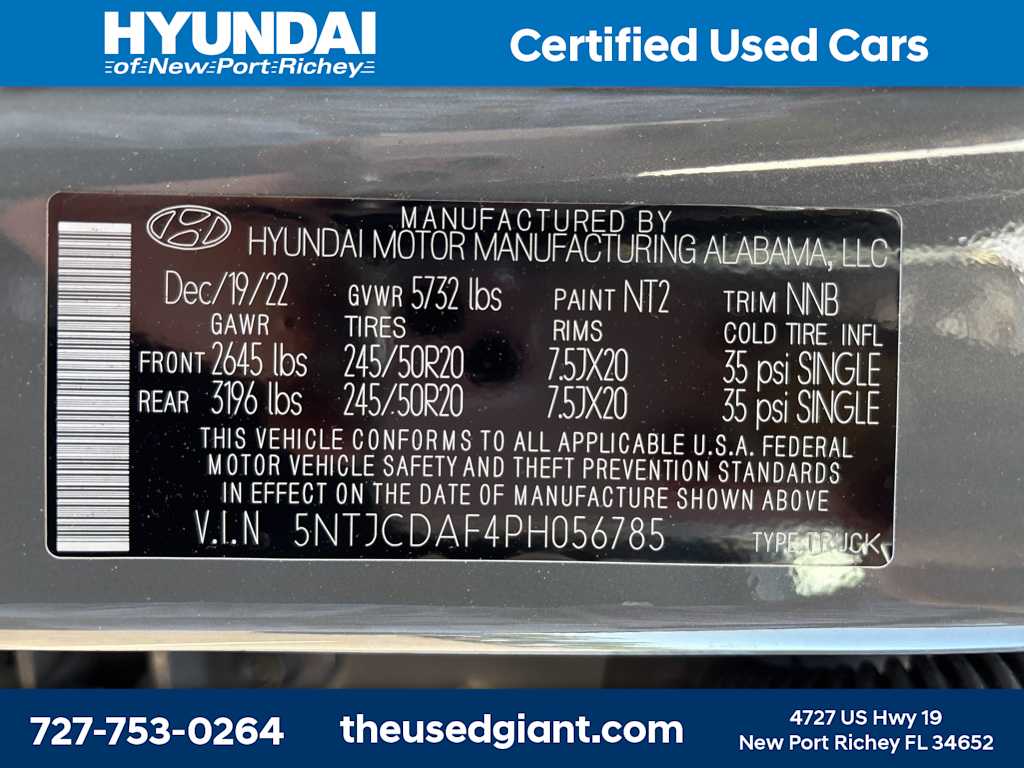 HYUNDAI
of New Port Richey
Certified Used Cars
MANUFACTURED BY
HYUNDAI MOTOR MANUFACTURING ALABAMA, LLC
Dec/19/22 GVWR 5732 lbs PAINT NT2 TRIM NNB
GAWR TIRES RIMS COLD TIRE INFL
FRONT 2645 lbs 245/50R20 7.5JX20 35 psi SINGLE
REAR 3196 lbs 245/50R20 7.5JX20 35 psi SINGLE
THIS VEHICLE CONFORMS TO ALL APPLICABLE U.S.A. FEDERAL
MOTOR VEHICLE SAFETY AND THEFT PREVENTION STANDARDS
IN EFFECT ON THE DATE OF MANUFACTURE SHOWN ABOVE
V.I.N 5NTJCDAF4PH056785 TYPE TRUCK
727-753-0264
theusedgiant.com
4727 US Hwy 19
New Port Richey FL 34652